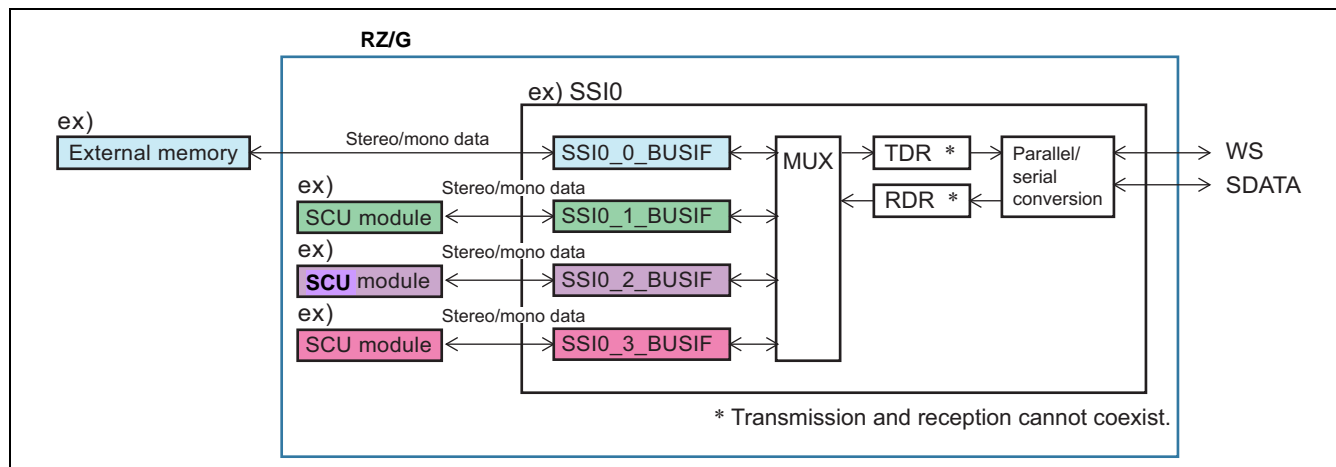 RZ/G
ex) SSI0
ex)
External memory
Stereo/mono data
SSI0_0_BUSIF
MUX
TDR *
RDR *
Parallel/
serial
conversion
WS
SDATA
ex)
SCU module
Stereo/mono data
SSI0_1_BUSIF
ex)
SCU module
Stereo/mono data
SSI0_2_BUSIF
ex)
SCU module
Stereo/mono data
SSI0_3_BUSIF
* Transmission and reception cannot coexist.